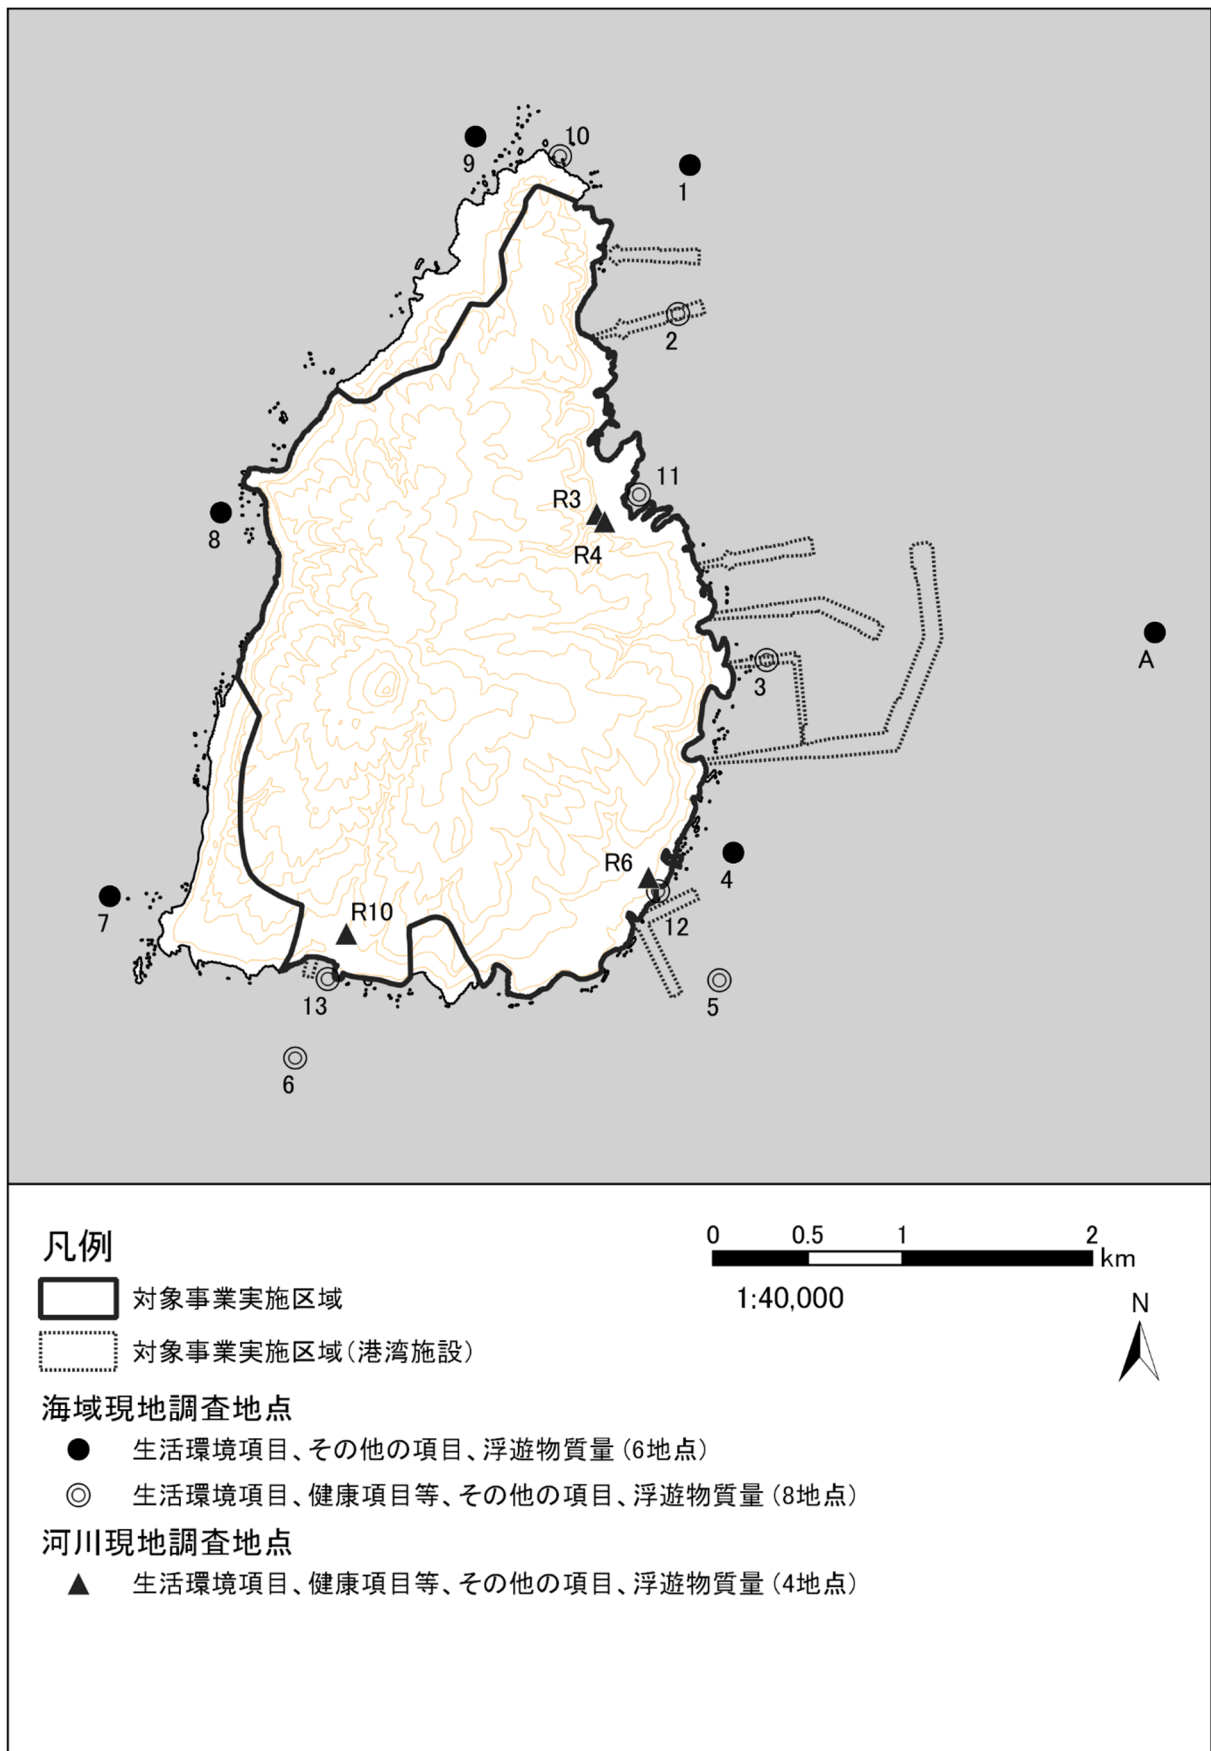 10
9
1
2
11
R3
8
R4
A
3
R6
4
7
R10
12
13
5
6
凡例
0 0.5 1 2
km
対象事業実施区域
1:40,000
N
対象事業実施区域(港湾施設)
海域現地調査地点
生活環境項目、その他の項目、浮遊物質量(6地点)
生活環境項目、健康項目等、その他の項目、浮遊物質量(8地点)
河川現地調査地点
生活環境項目、健康項目等、その他の項目、浮遊物質量(4地点)